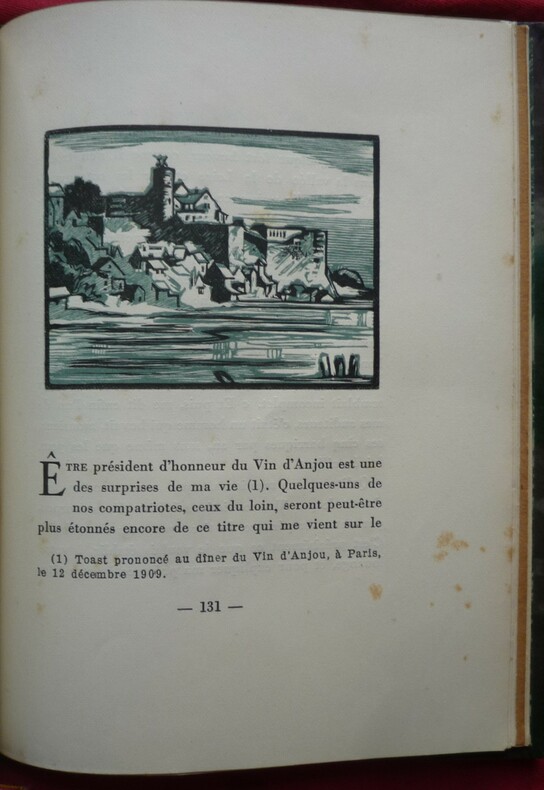 ÊTRE président d'honneur du Vin d'Anjou est une
des surprises de ma vie (1). Quelques-uns de
nos compatriotes, ceux du loin, seront peut-être
plus étonnés encore de ce titre qui me vient sur le
(1) Toast prononcé au dîner du Vin d'Anjou, à Paris,
le 12 décembre 1909.
— 131 —